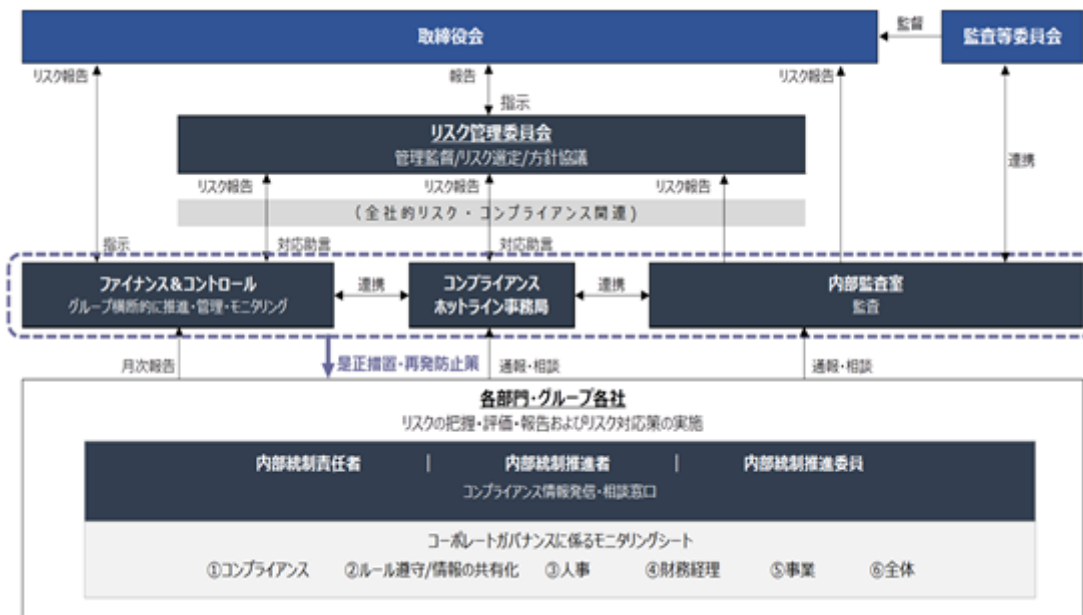 取締役会
監督
監査等委員会
リスク報告
報告
リスク報告
指示
リスク管理委員会
管理監督/リスク選定/方針協議
連携
リスク報告
リスク報告
リスク報告
(全社的リスク・コンプライアンス関連)
指示
対応助言
対応助言
ファイナンス&コントロール
グループ横断的に推進・管理・モニタリング
連携
コンプライアンス
ホットライン事務局
連携
内部監査室
監査
月次報告
是正措置・再発防止策
通報・相談
通報・相談
各部門・グループ各社
リスクの把握・評価・報告およびリスク対応策の実施
内部統制責任者 | 内部統制推進者 | 内部統制推進委員
コンプライアンス情報発信・相談窓口
コーポレートガバナンスに係るモニタリングシート
①コンプライアンス ②ルール遵守/情報の共有化 ③人事 ④財務経理 ⑤事業 ⑥全体